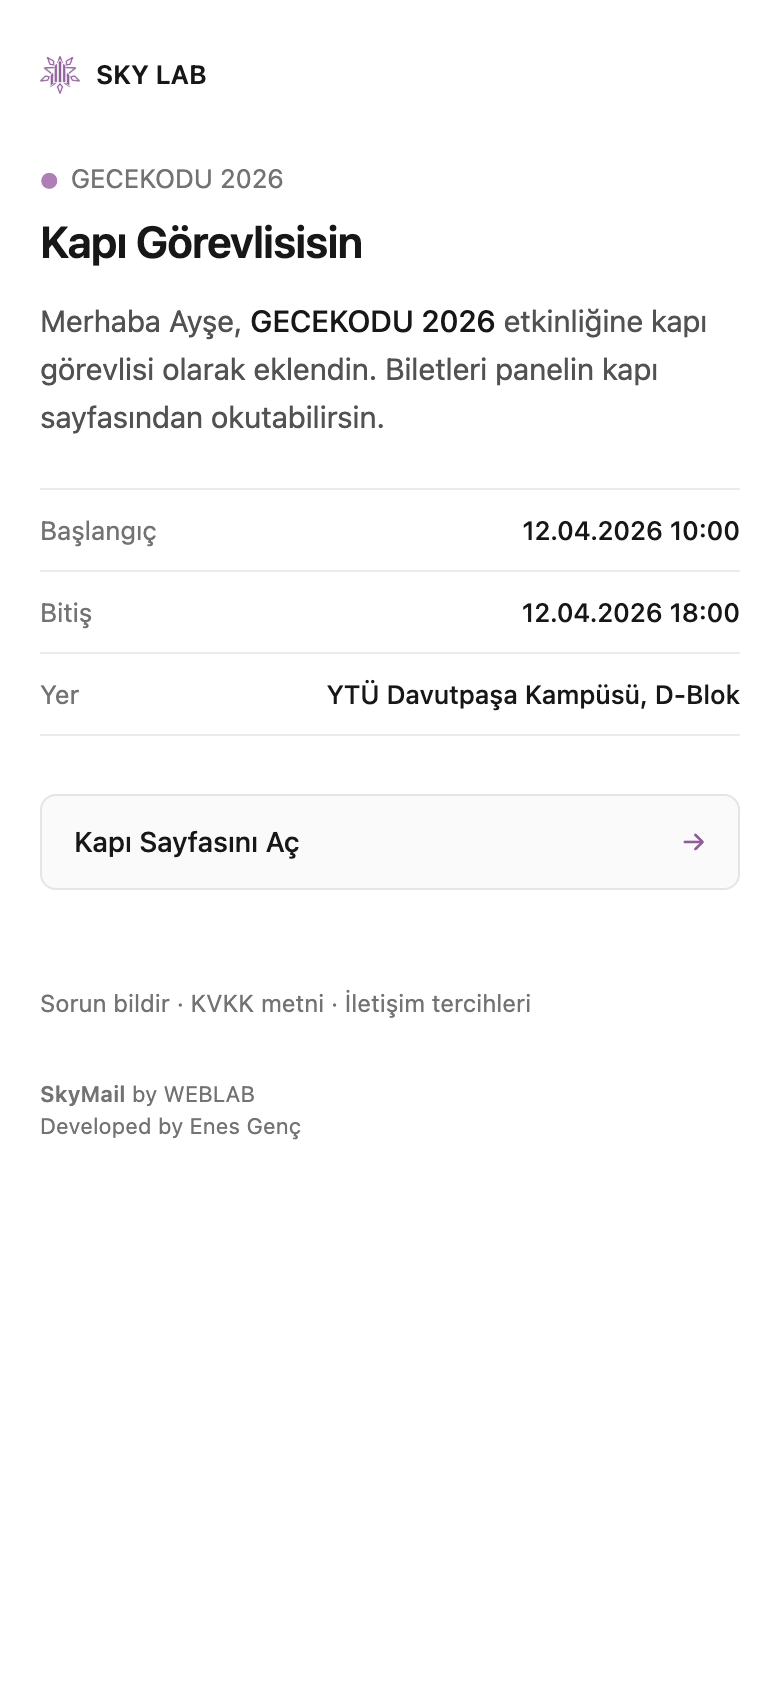 SKY LAB
GECEKODU 2026
Kapı Görevlisisin
Merhaba Ayşe, GECEKODU 2026 etkinliğine kapı
görevlisi olarak eklendin. Biletleri panelin kapı
sayfasından okutabilirsin.
Başlangıç 12.04.2026 10:00
Bitiş 12.04.2026 18:00
Yer YTÜ Davutpaşa Kampüsü, D-Blok
Kapı Sayfasını Aç →
Sorun bildir · KVKK metni · İletişim tercihleri
SkyMail by WEBLAB
Developed by Enes Genç